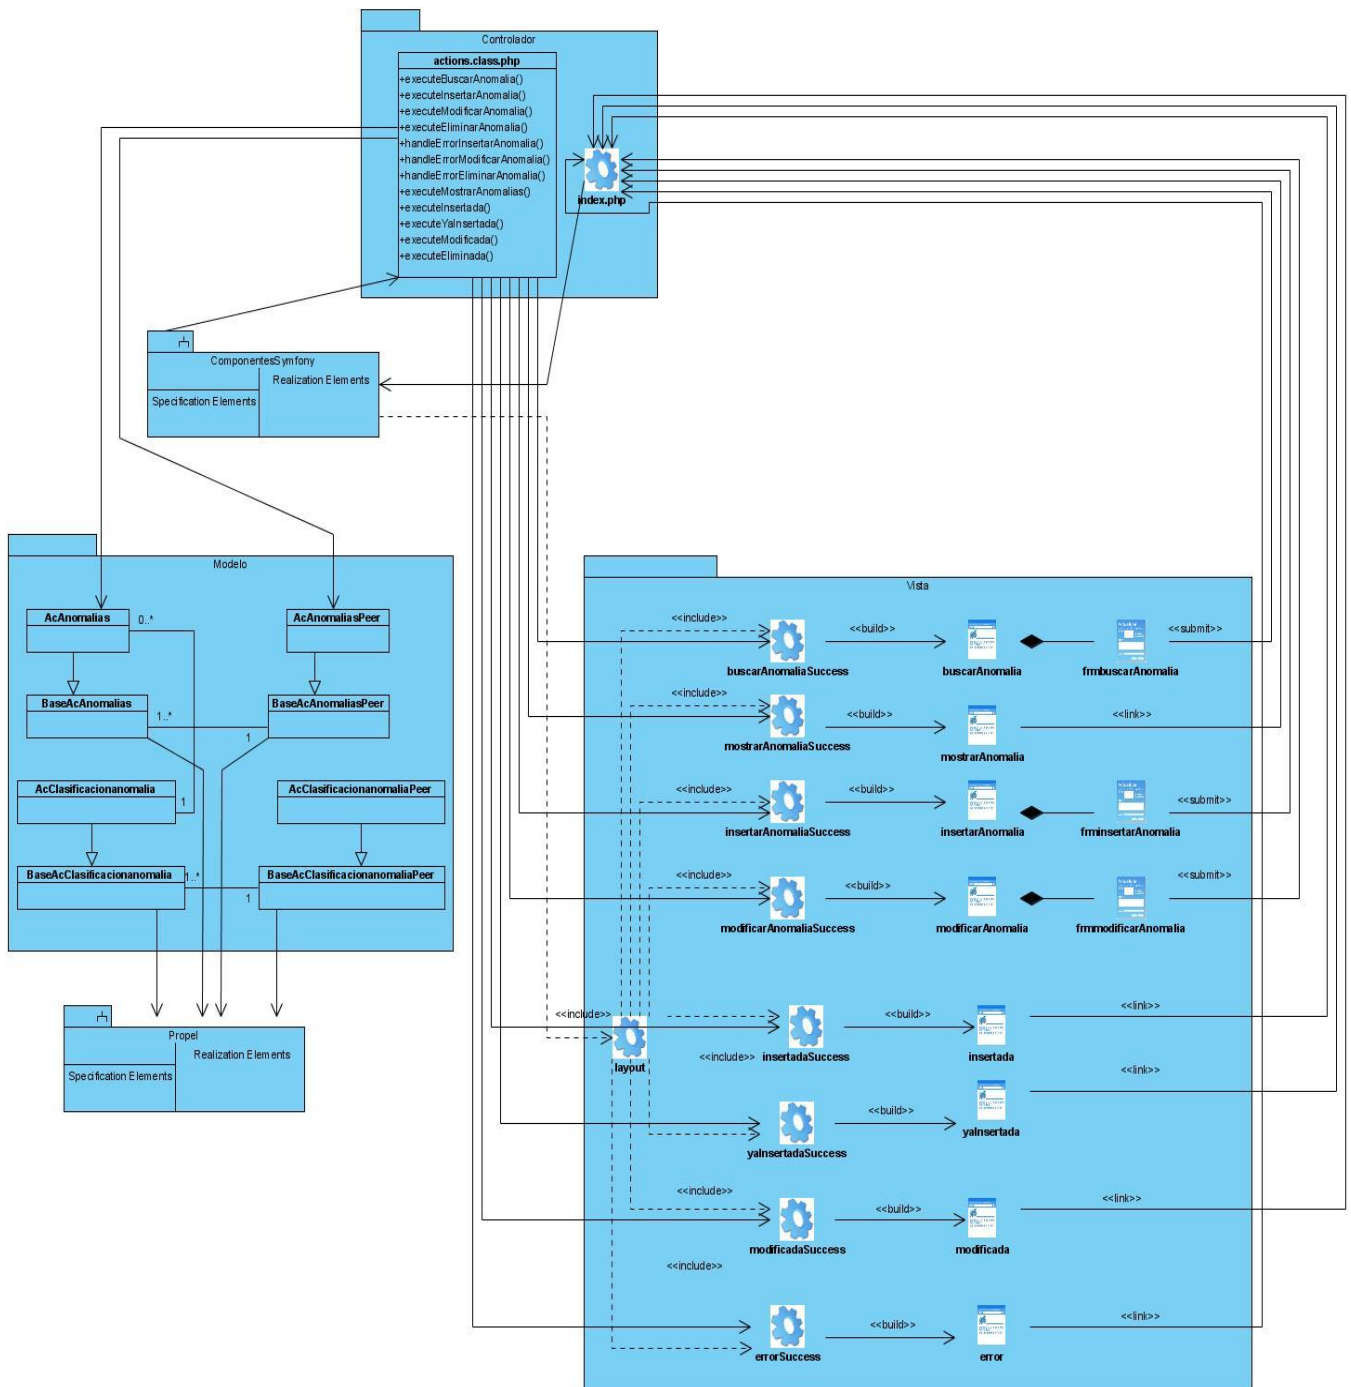 Controlador
actions.class.php
+executeBuscarAnomalia()
+executeInsertarAnomalia()
+executeModificarAnomalia()
+executeEliminarAnomalia()
+handleErrorInsertarAnomalia()
+handleErrorModificarAnomalia()
+handleErrorEliminarAnomalia()
+executeMostrarAnomalias()
+executeInsertada()
+executeYaInsertada()
+executeModificada()
+executeEliminada()
index.php
ComponentesSymfony
Realization Elements
Specification Elements
Modelo
AcAnomalias
0..*
AcAnomaliasPeer
BaseAcAnomalias
1..*
1
BaseAcAnomaliasPeer
AcClasificacionanomalia
1
AcClasificacionanomaliaPeer
BaseAcClasificacionanomalia
1..*
1
BaseAcClasificacionanomaliaPeer
Propel
Realization Elements
Specification Elements
Vista
<<include>>
<<build>>
<<submit>>
buscarAnomaliaSuccess
buscarAnomalia
frmbuscarAnomalia
<<include>>
<<build>>
<<link>>
mostrarAnomaliaSuccess
mostrarAnomalia
<<include>>
<<build>>
<<submit>>
insertarAnomaliaSuccess
insertarAnomalia
frminsertarAnomalia
<<include>>
<<build>>
<<submit>>
modificarAnomaliaSuccess
modificarAnomalia
frmmodificarAnomalia
<<include>>
<<build>>
<<link>>
layout
insertadaSuccess
insertada
<<include>>
<<link>>
<<build>>
yaInsertadaSuccess
yaInsertada
<<include>>
<<build>>
<<link>>
modificadaSuccess
modificada
<<include>>
<<build>>
<<link>>
errorSuccess
error